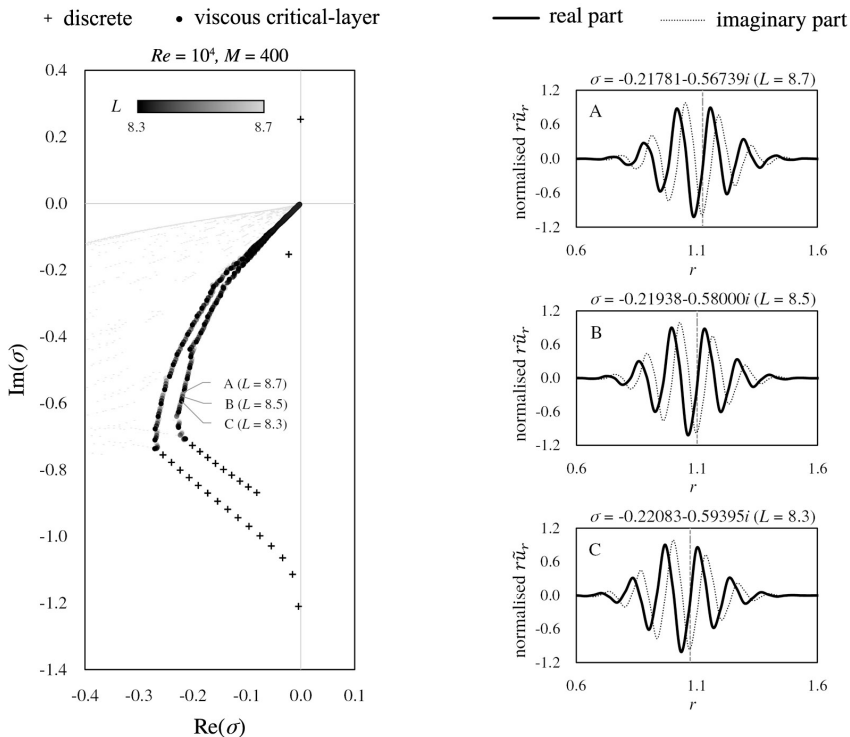 discrete
viscous critical-layer
Re = 10⁴, M = 400
L
8.3
8.7
0.4
0.2
0.0
-0.2
-0.4
-0.6
-0.8
-1.0
-1.2
-1.4
Im(σ)
A (L = 8.7)
B (L = 8.5)
C (L = 8.3)
-0.4
-0.3
-0.2
-0.1
0.0
0.1
Re(σ)
real part
imaginary part
σ = -0.21781-0.56739i (L = 8.7)
A
normalised rũᵣ
1.2
0.6
0.0
-0.6
-1.2
0.6
1.1
1.6
r
σ = -0.21938-0.58000i (L = 8.5)
B
normalised rũᵣ
1.2
0.6
0.0
-0.6
-1.2
0.6
1.1
1.6
r
σ = -0.22083-0.59395i (L = 8.3)
C
normalised rũᵣ
1.2
0.6
0.0
-0.6
-1.2
0.6
1.1
1.6
r